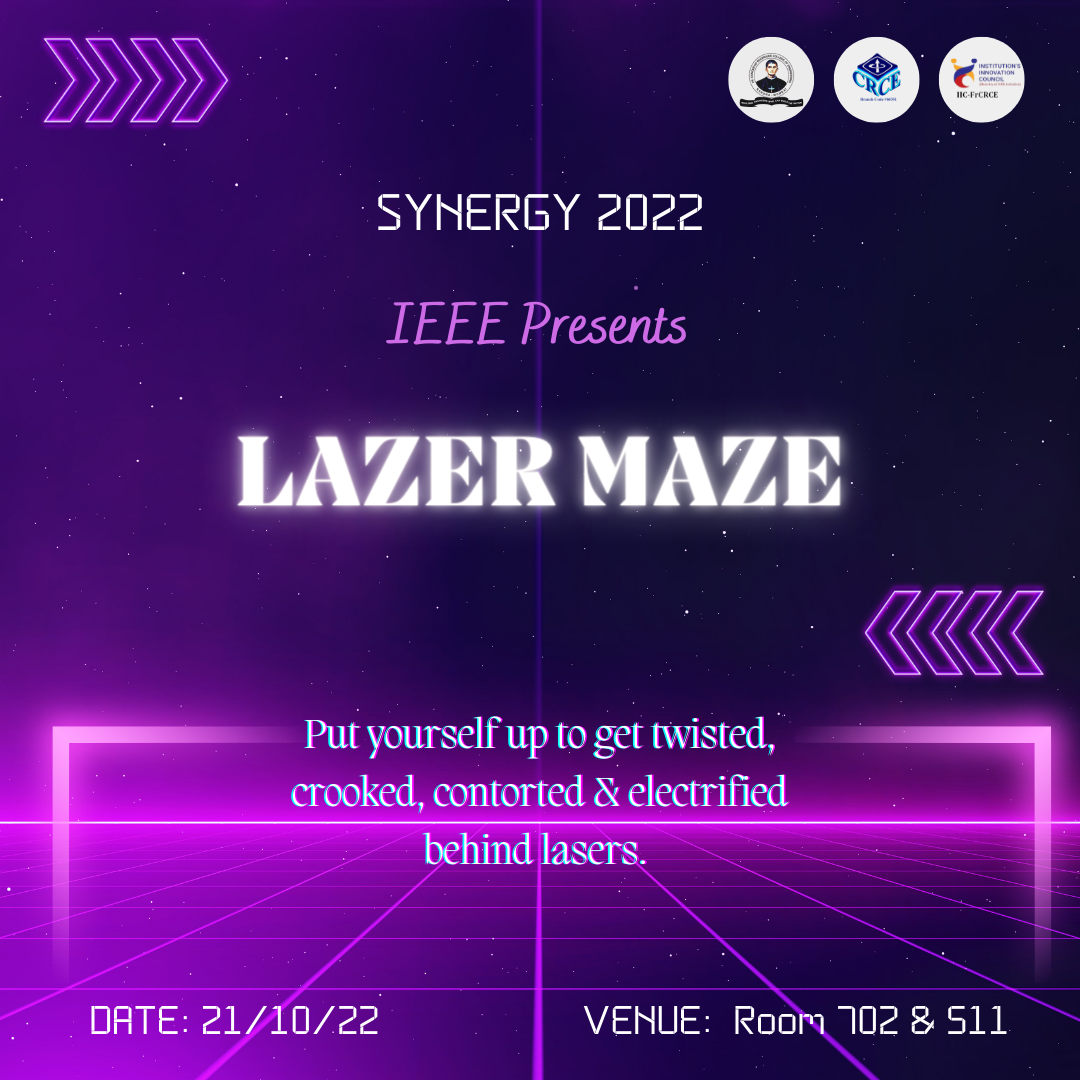 CRCE
INSTITUTION'S
INNOVATION
COUNCIL
IIC-FrCRCE
SYNERGY 2022
IEEE Presents
LAZER MAZE
Put yourself up to get twisted,
crooked, contorted & electrified
behind lasers.
DATE: 21/10/22
VENUE: Room 702 & S11